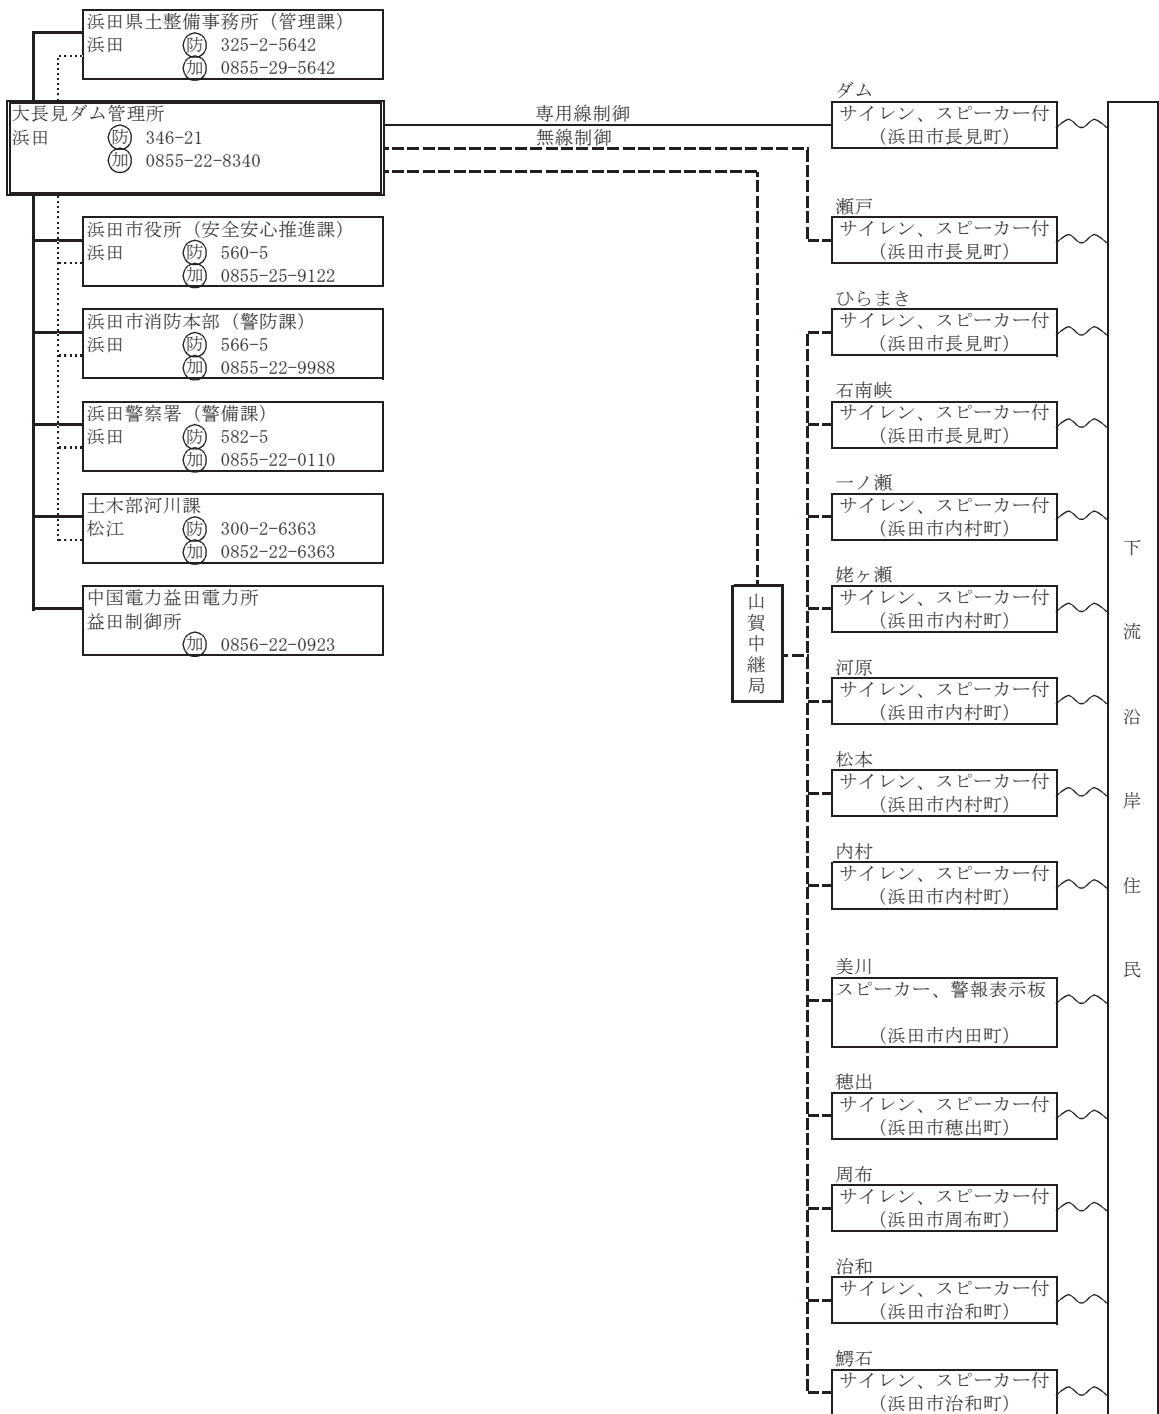 浜田県土整備事務所（管理課）
浜田 防 325-2-5642
加 0855-29-5642
大長見ダム管理所
浜田 防 346-21
加 0855-22-8340
浜田市役所（安全安心推進課）
浜田 防 560-5
加 0855-25-9122
浜田市消防本部（警防課）
浜田 防 566-5
加 0855-22-9988
浜田警察署（警備課）
浜田 防 582-5
加 0855-22-0110
土木部河川課
松江 防 300-2-6363
加 0852-22-6363
中国電力益田電力所
益田制御所
加 0856-22-0923
専用線制御
無線制御
山賀中継局
ダム
サイレン、スピーカー付
（浜田市長見町）
瀬戸
サイレン、スピーカー付
（浜田市長見町）
ひらまき
サイレン、スピーカー付
（浜田市長見町）
石南峡
サイレン、スピーカー付
（浜田市長見町）
一ノ瀬
サイレン、スピーカー付
（浜田市内村町）
姥ヶ瀬
サイレン、スピーカー付
（浜田市内村町）
河原
サイレン、スピーカー付
（浜田市内村町）
松本
サイレン、スピーカー付
（浜田市内村町）
内村
サイレン、スピーカー付
（浜田市内村町）
美川
スピーカー、警報表示板
（浜田市内田町）
穂出
サイレン、スピーカー付
（浜田市穂出町）
周布
サイレン、スピーカー付
（浜田市周布町）
治和
サイレン、スピーカー付
（浜田市治和町）
鰐石
サイレン、スピーカー付
（浜田市治和町）
下流沿岸住民